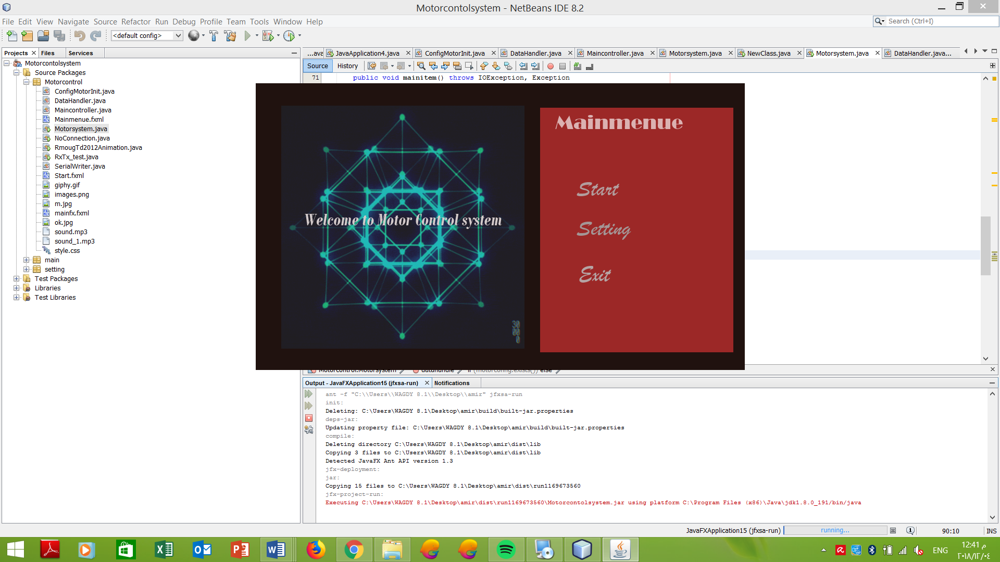 Motorcontolsystem - NetBeans IDE 8.2
File Edit View Navigate Source Refactor Run Debug Profile Team Tools Window Help
Search (Ctrl+I)
<default config>
Projects Files Services
...ava JavaApplication4.java ConfigMotorInit.java DataHandler.java Maincontroller.java Motorsystem.java NewClass.java Motorsystem.java DataHandler.java...
Source History
71 public void mainitem() throws IOException, Exception
Motorcontolsystem
Source Packages
Motorcontrol
ConfigMotorInit.java
DataHandler.java
Maincontroller.java
Mainmenue.fxml
Motorsystem.java
NoConnection.java
RmougTd2012Animation.java
RxTx_test.java
SerialWriter.java
Start.fxml
giphy.gif
images.png
m.jpg
mainfx.fxml
ok.jpg
sound.mp3
sound_1.mp3
style.css
main
setting
Test Packages
Libraries
Test Libraries
Welcome to Motor Control system
30
00
0
Mainmenue
Start
Setting
Exit
Motorcontrol.Motorsystem datahandle if (motorconfig.exists()) else
Output - JavaFXApplication15 (jfxsa-run) Notifications
ant -f "C:\\Users\\WAGDY 8.1\\Desktop\\amir" jfxsa-run
init:
Deleting: C:\Users\WAGDY 8.1\Desktop\amir\build\built-jar.properties
deps-jar:
Updating property file: C:\Users\WAGDY 8.1\Desktop\amir\build\built-jar.properties
compile:
Deleting directory C:\Users\WAGDY 8.1\Desktop\amir\dist\lib
Copying 3 files to C:\Users\WAGDY 8.1\Desktop\amir\dist\lib
Detected JavaFX Ant API version 1.3
jfx-deployment:
jar:
Copying 15 files to C:\Users\WAGDY 8.1\Desktop\amir\dist\run1169673560
jfx-project-run:
Executing C:\Users\WAGDY 8.1\Desktop\amir\dist\run1169673560\Motorcontolsystem.jar using platform C:\Program Files (x86)\Java\jdk1.8.0_191/bin/java
JavaFXApplication15 (jfxsa-run) running... 90:10 INS
ENG
12:41 م
٢٠١٨/١٢/٠٤